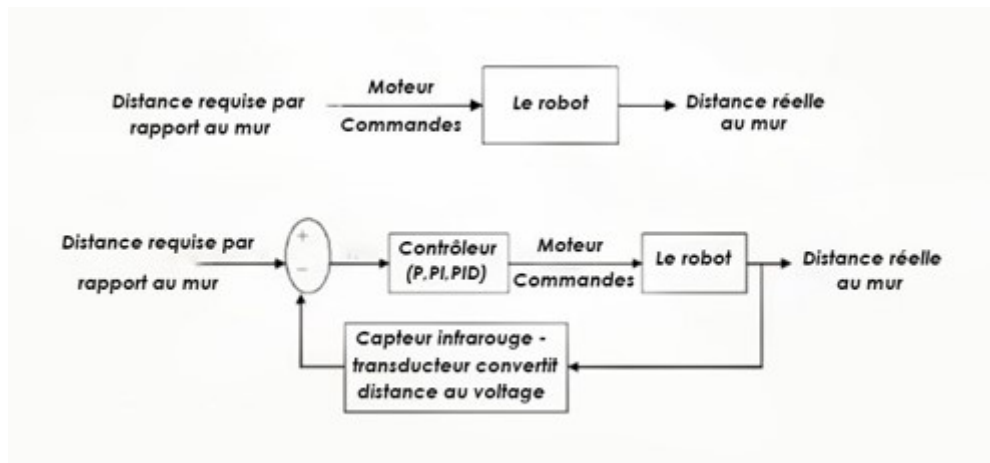 Distance requise par
rapport au mur
Moteur
Commandes
Le robot
Distance réelle
au mur
Distance requise par
rapport au mur
+
−
Contrôleur
(P,PI,PID)
Moteur
Commandes
Le robot
Distance réelle
au mur
Capteur infrarouge -
transducteur convertit
distance au voltage